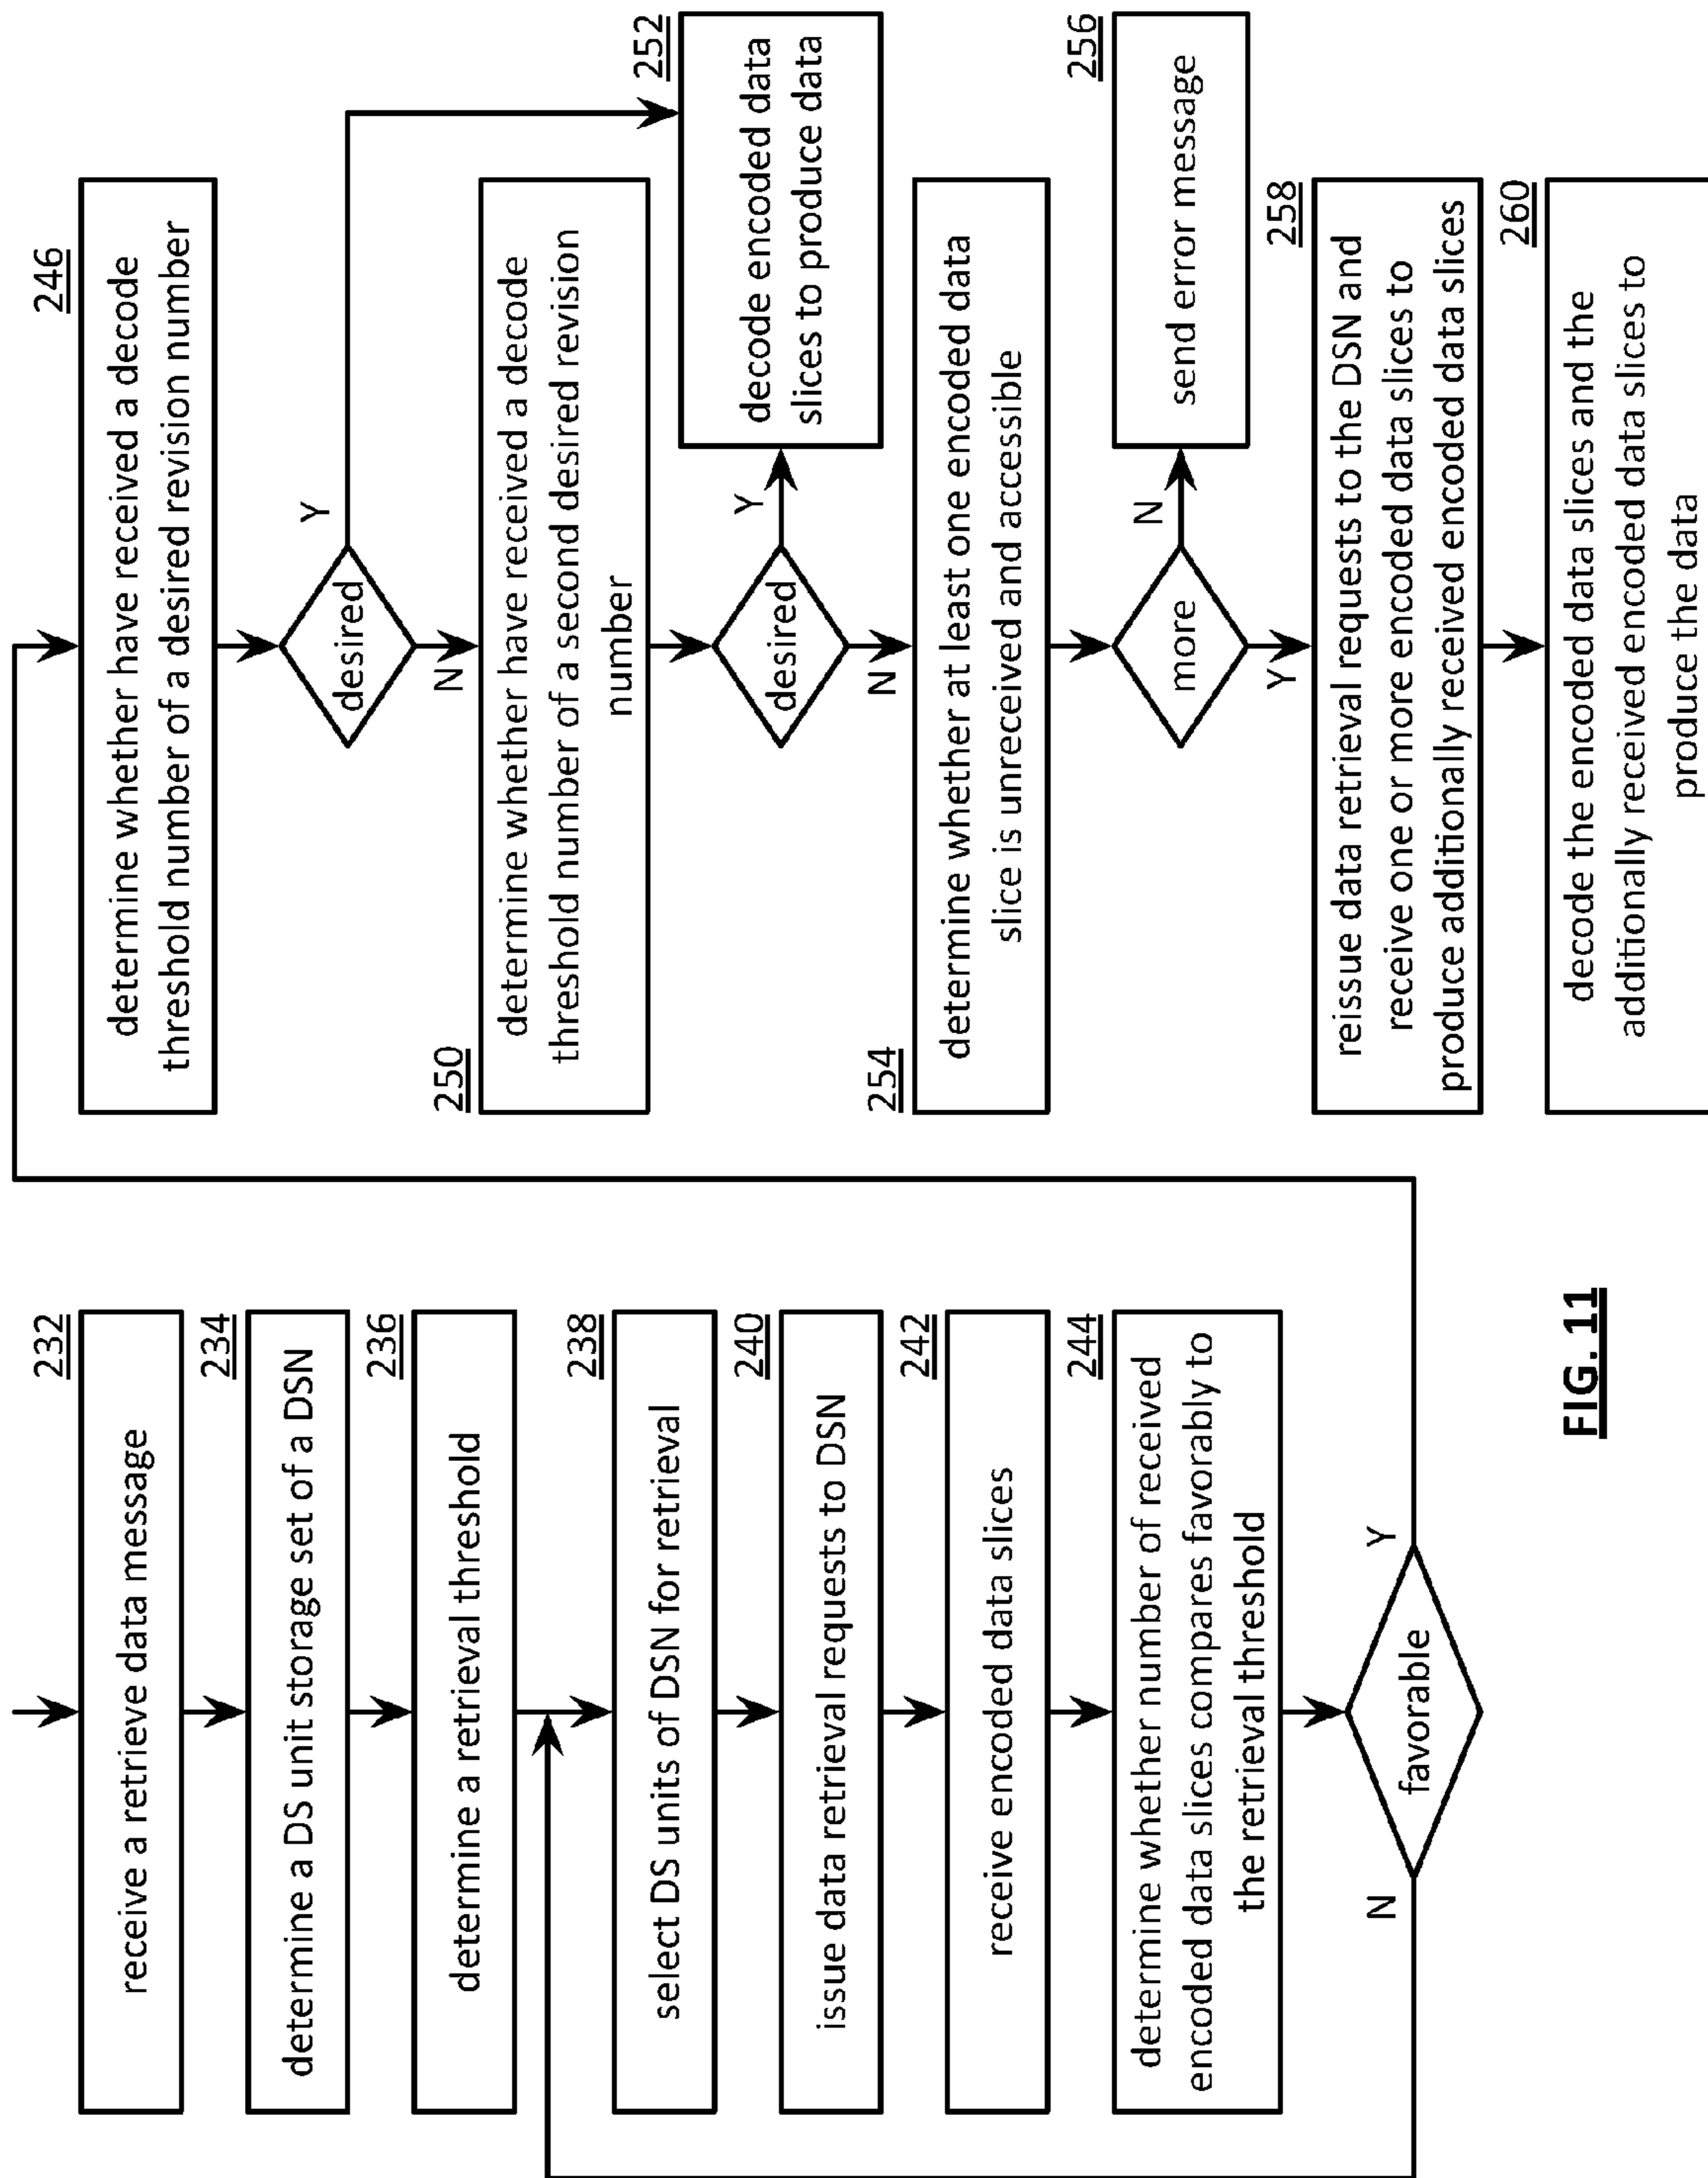 232
receive a retrieve data message
234
determine a DS unit storage set of a DSN
236
determine a retrieval threshold
238
select DS units of DSN for retrieval
240
issue data retrieval requests to DSN
242
receive encoded data slices
244
determine whether number of received
encoded data slices compares favorably to
the retrieval threshold
favorable
N
Y
246
determine whether have received a decode
threshold number of a desired revision number
desired
Y
N
250
determine whether have received a decode
threshold number of a second desired revision
number
desired
Y
N
252
decode encoded data
slices to produce data
254
determine whether at least one encoded data
slice is unreceived and accessible
more
N
Y
256
send error message
258
reissue data retrieval requests to the DSN and
receive one or more encoded data slices to
produce additionally received encoded data slices
260
decode the encoded data slices and the
additionally received encoded data slices to
produce the data
FIG. 11